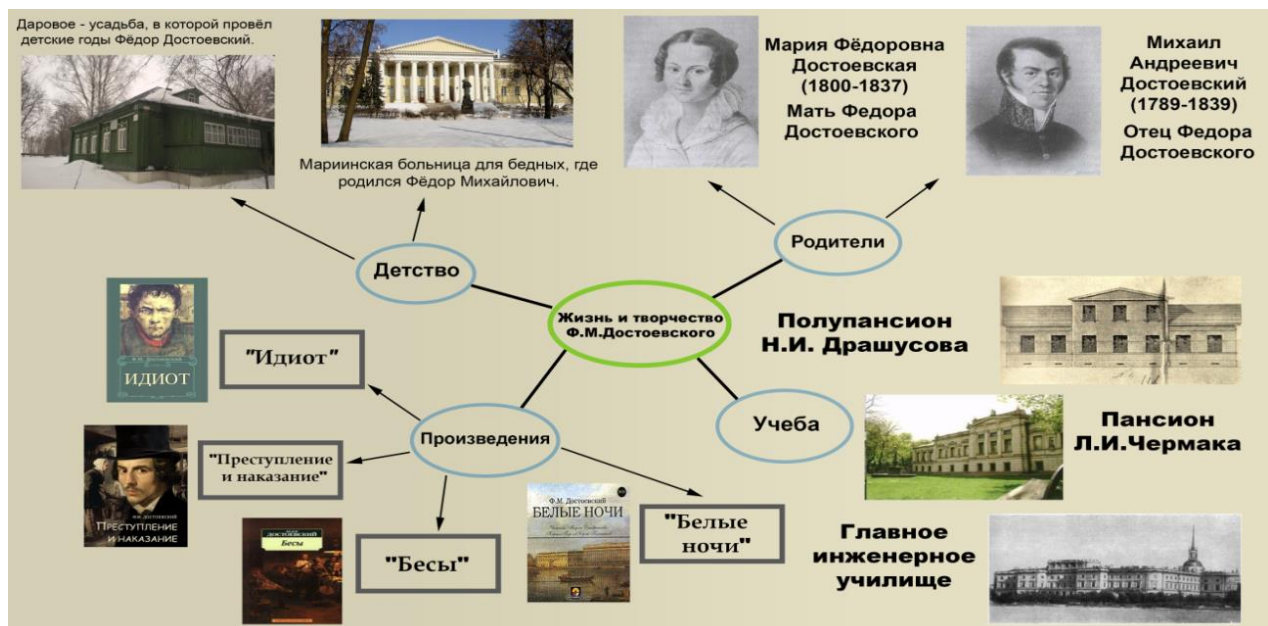 Даровое - усадьба, в которой провёл
детские годы Фёдор Достоевский.
Мариинская больница для бедных, где
родился Фёдор Михайлович.
Мария Фёдоровна
Достоевская
(1800-1837)
Мать Федора
Достоевского
Михаил
Андреевич
Достоевский
(1789-1839)
Отец Федора
Достоевского
Детство
Родители
Жизнь и творчество
Ф.М.Достоевского
Полупансион
Н.И. Драшусова
ИДИОТ
"Идиот"
Произведения
Учеба
Пансион
Л.И.Чермака
"Преступление
и наказание"
Ф.М. ДОСТОЕВСКИЙ
ПРЕСТУПЛЕНИЕ
И НАКАЗАНИЕ
ДОСТОЕВСКИЙ
Бесы
"Бесы"
Ф.М. Достоевский
БЕЛЫЕ НОЧИ
"Белые
ночи"
Главное
инженерное
училище